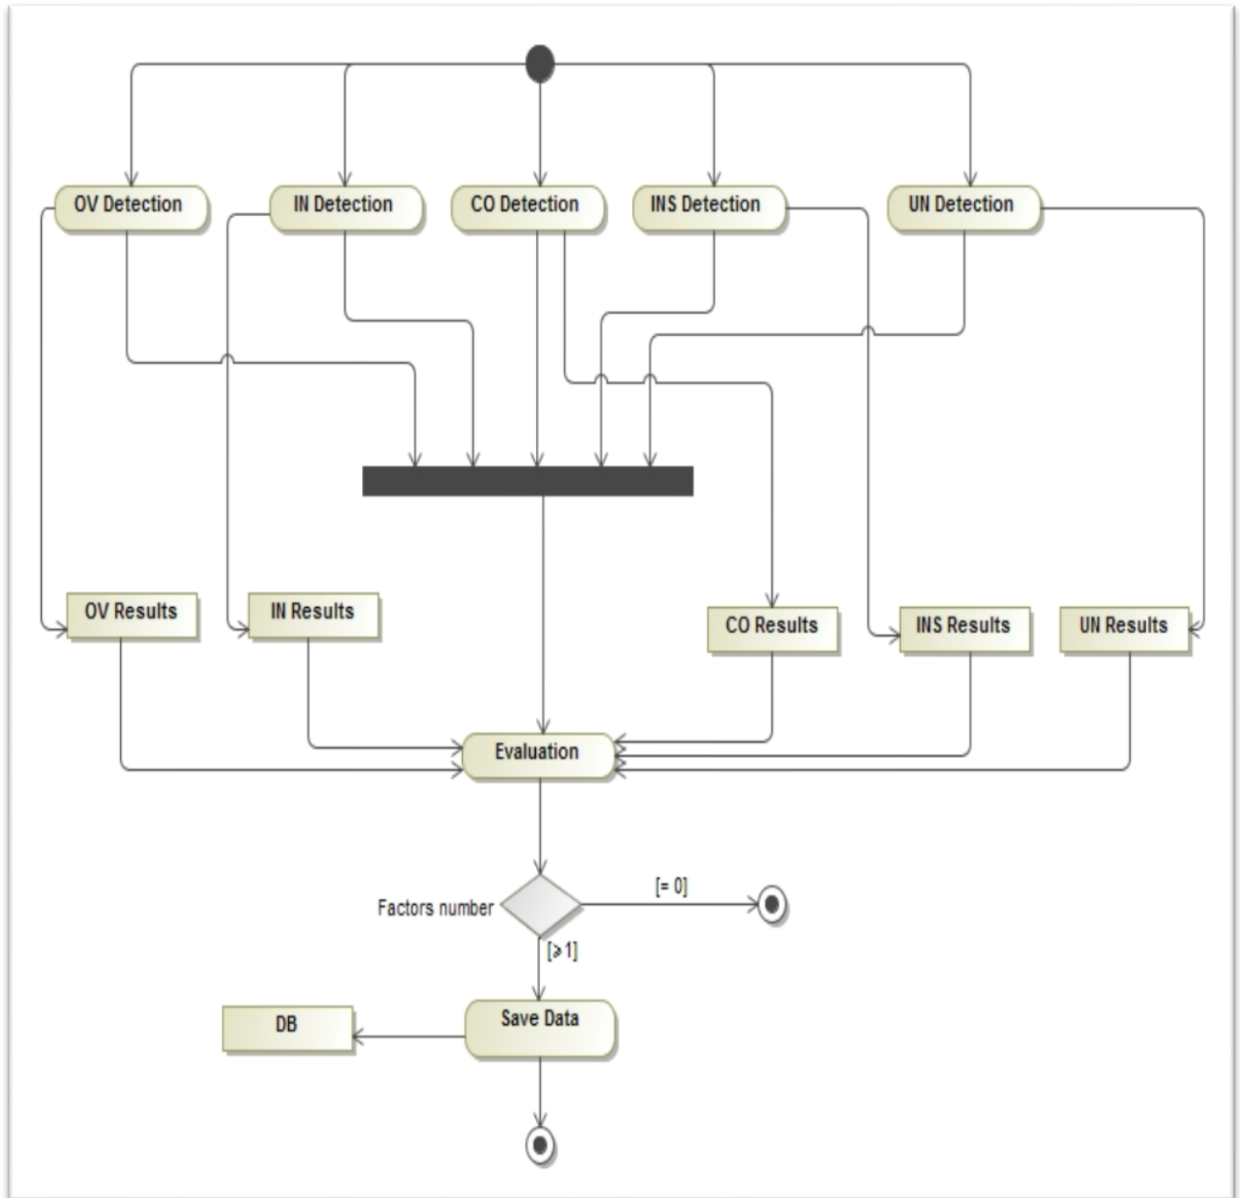 OV Detection
IN Detection
CO Detection
INS Detection
UN Detection
OV Results
IN Results
CO Results
INS Results
UN Results
Evaluation
[= 0]
Factors number
[⩾1]
Save Data
DB